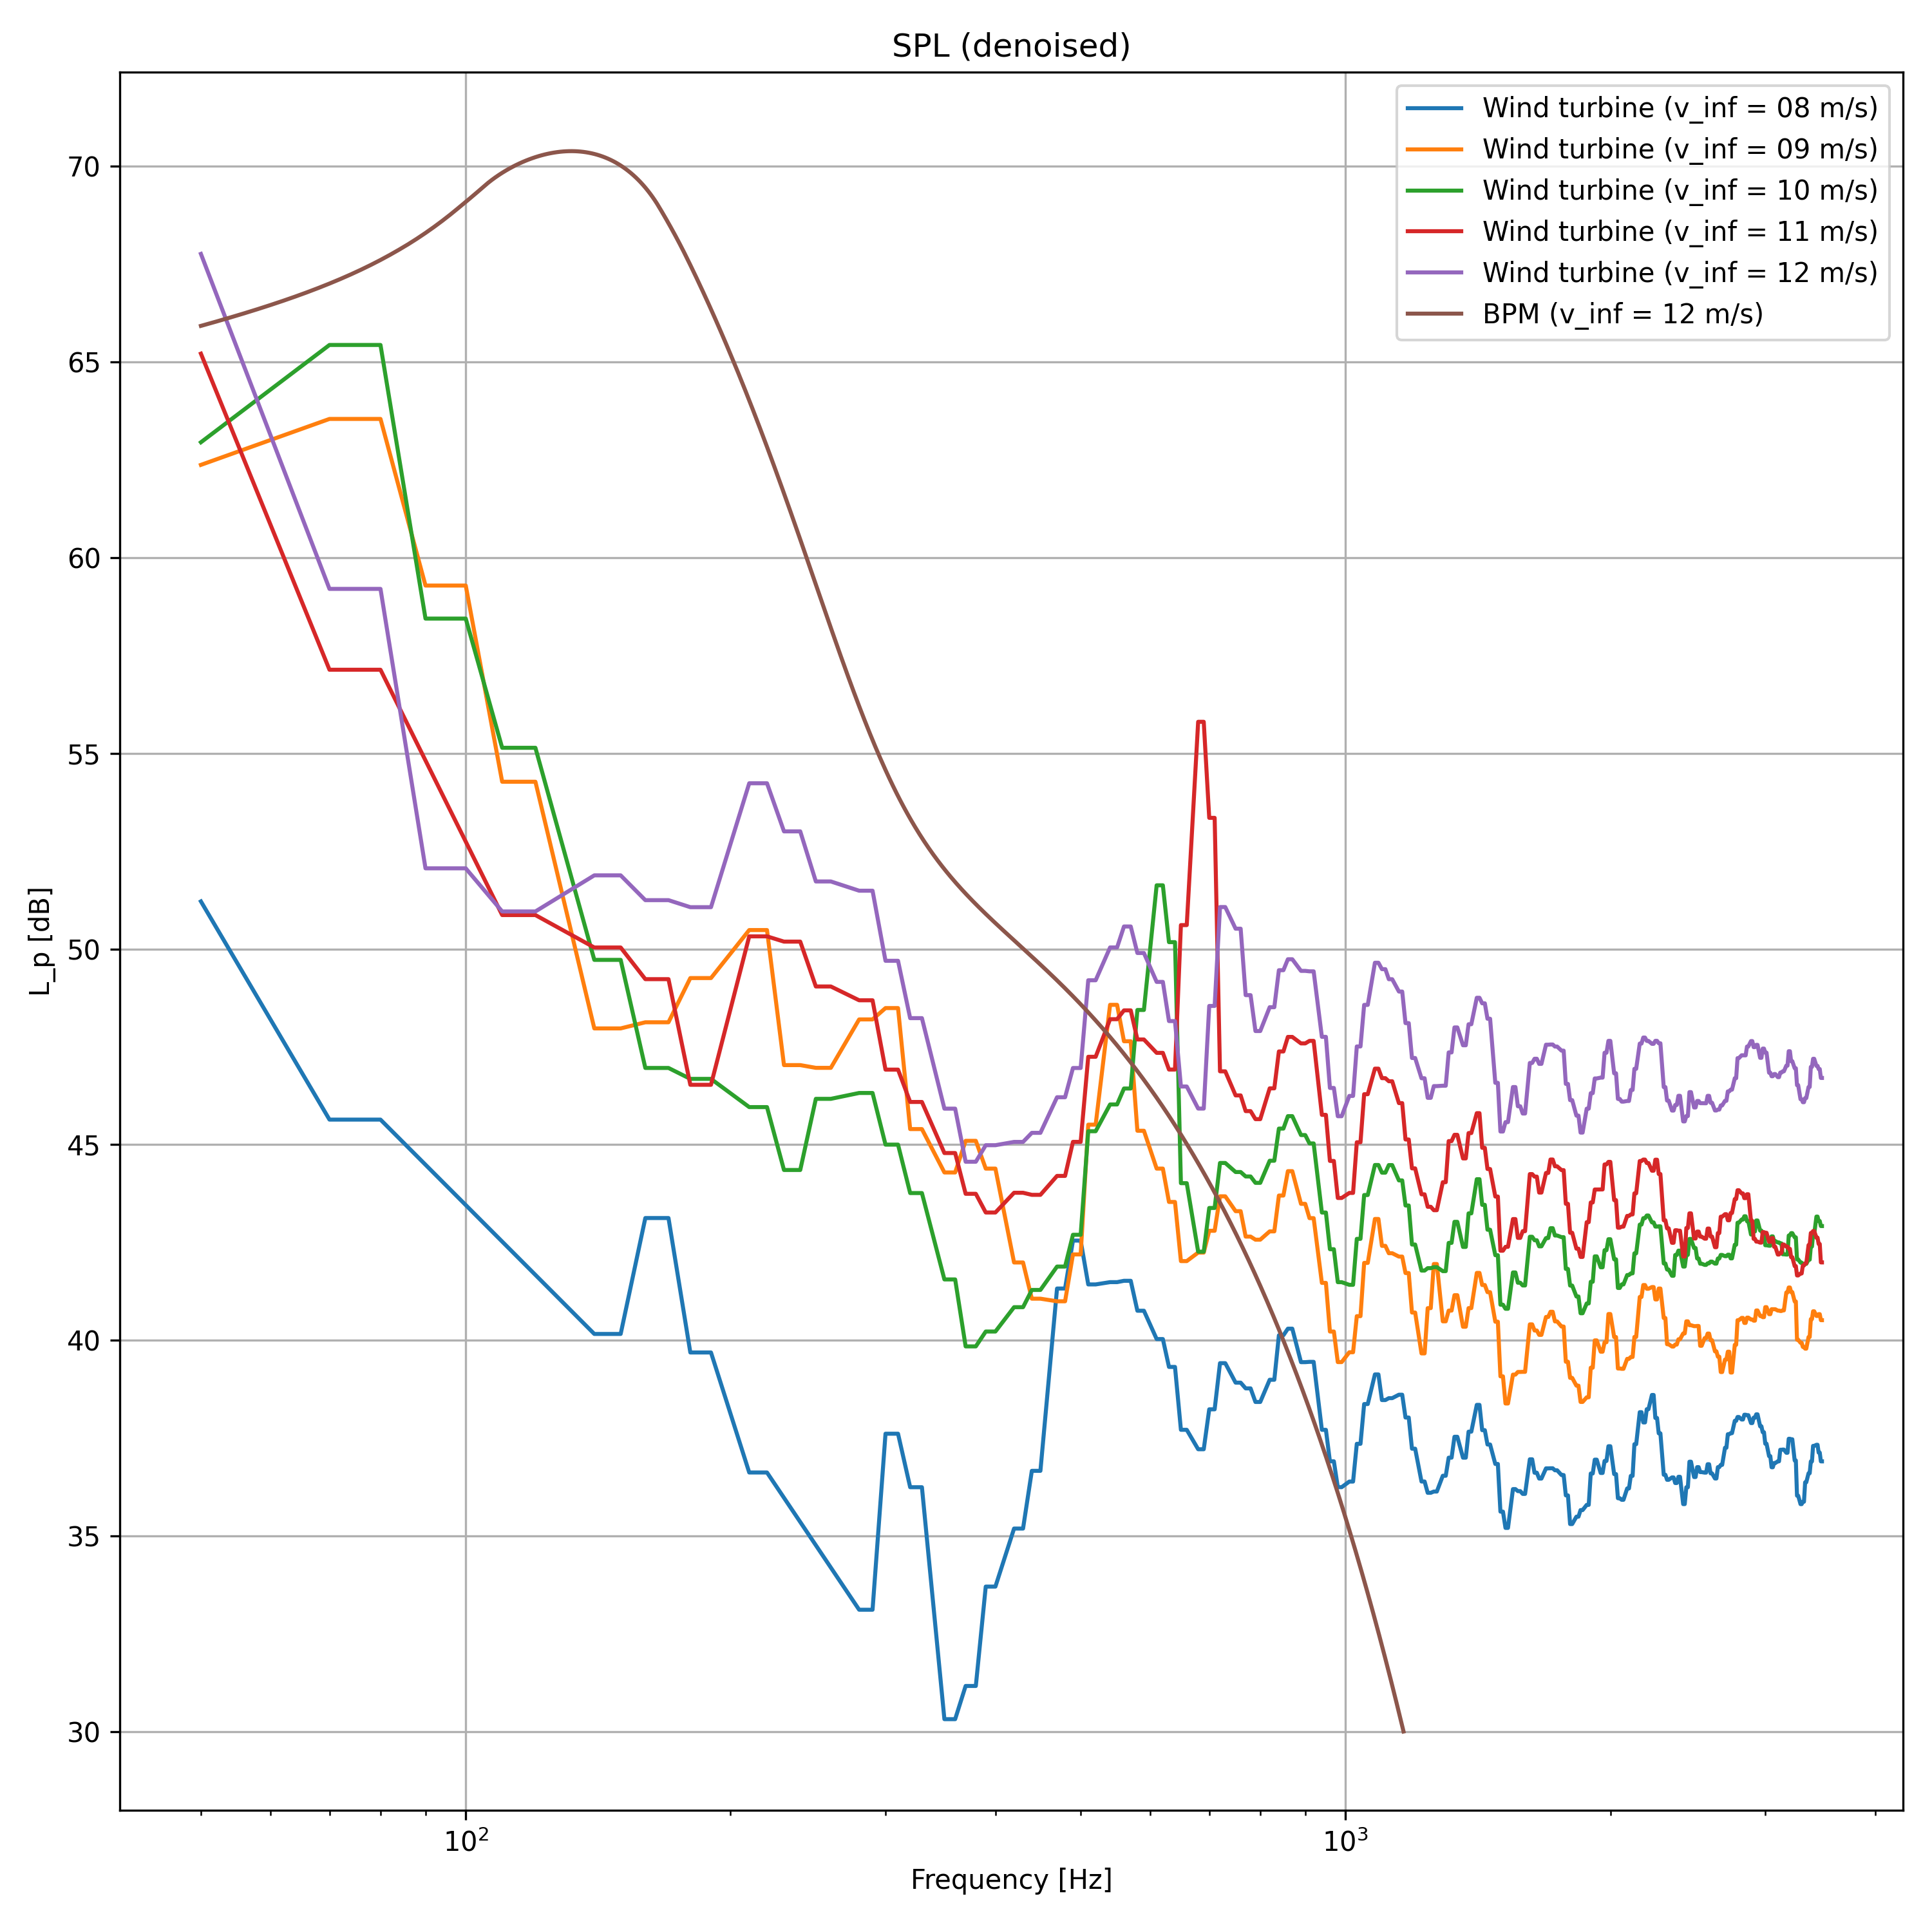 SPL (denoised)
Wind turbine (v_inf = 08 m/s)
Wind turbine (v_inf = 09 m/s)
Wind turbine (v_inf = 10 m/s)
Wind turbine (v_inf = 11 m/s)
Wind turbine (v_inf = 12 m/s)
BPM (v_inf = 12 m/s)
70
65
60
55
50
45
40
35
30
L_p [dB]
10² 10³
Frequency [Hz]